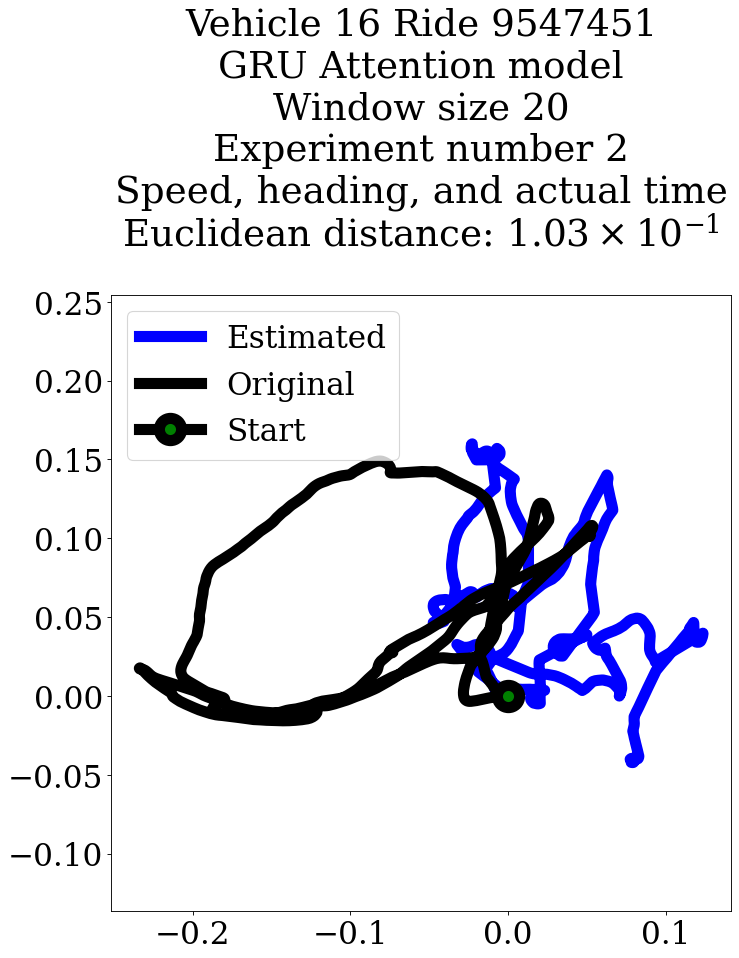 Vehicle 16 Ride 9547451
GRU Attention model
Window size 20
Experiment number 2
Speed, heading, and actual time
Euclidean distance: 1.03 × 10⁻¹
Estimated
Original
Start
0.25
0.20
0.15
0.10
0.05
0.00
−0.05
−0.10
−0.2 −0.1 0.0 0.1